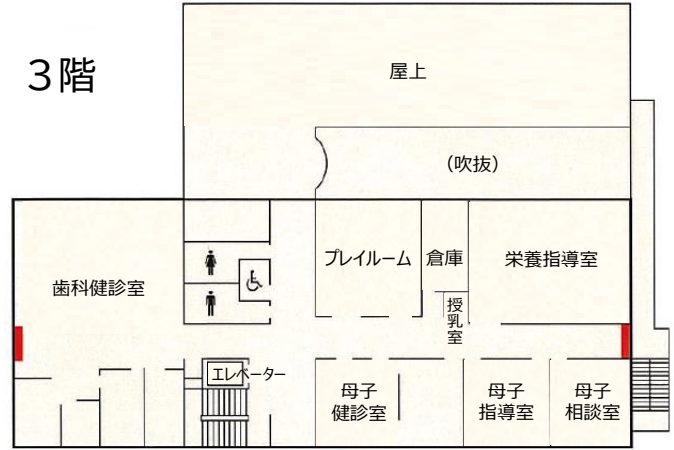 ３階
屋上
（吹抜）
プレイルーム
倉庫
栄養指導室
歯科健診室
授乳室
エレベーター
母子
健診室
母子
指導室
母子
相談室